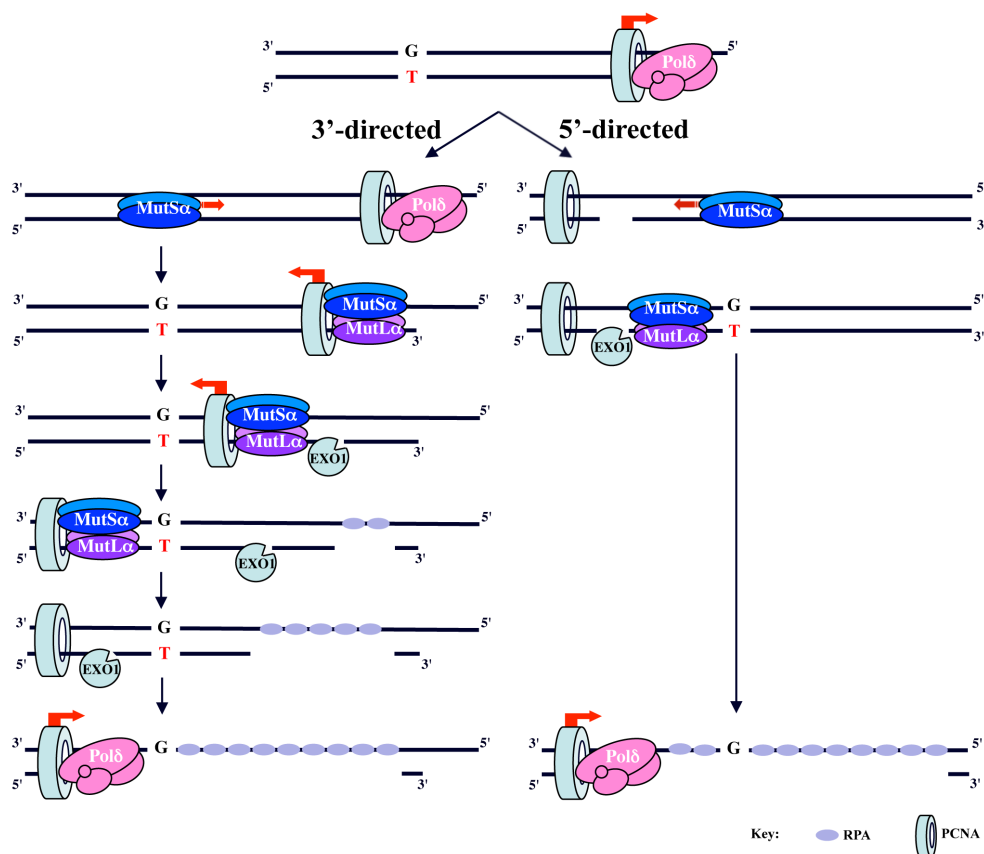 3' G 5'
Polδ
5' T
3'-directed 5'-directed
3' 5'
MutSα Polδ
5'
3' 5'
MutSα
5' 3'
3' G MutSα 5'
5' T MutLα 3'
3' MutSα G 5'
5' EXO1 MutLα T 3'
3' G MutSα 5'
5' T MutLα EXO1 3'
3' MutSα G 5'
5' MutLα T EXO1 3'
3' G 5'
5' EXO1 T 3'
3' G 5'
Polδ
5' 3'
3' G 5'
Polδ
5' 3'
Key: RPA PCNA